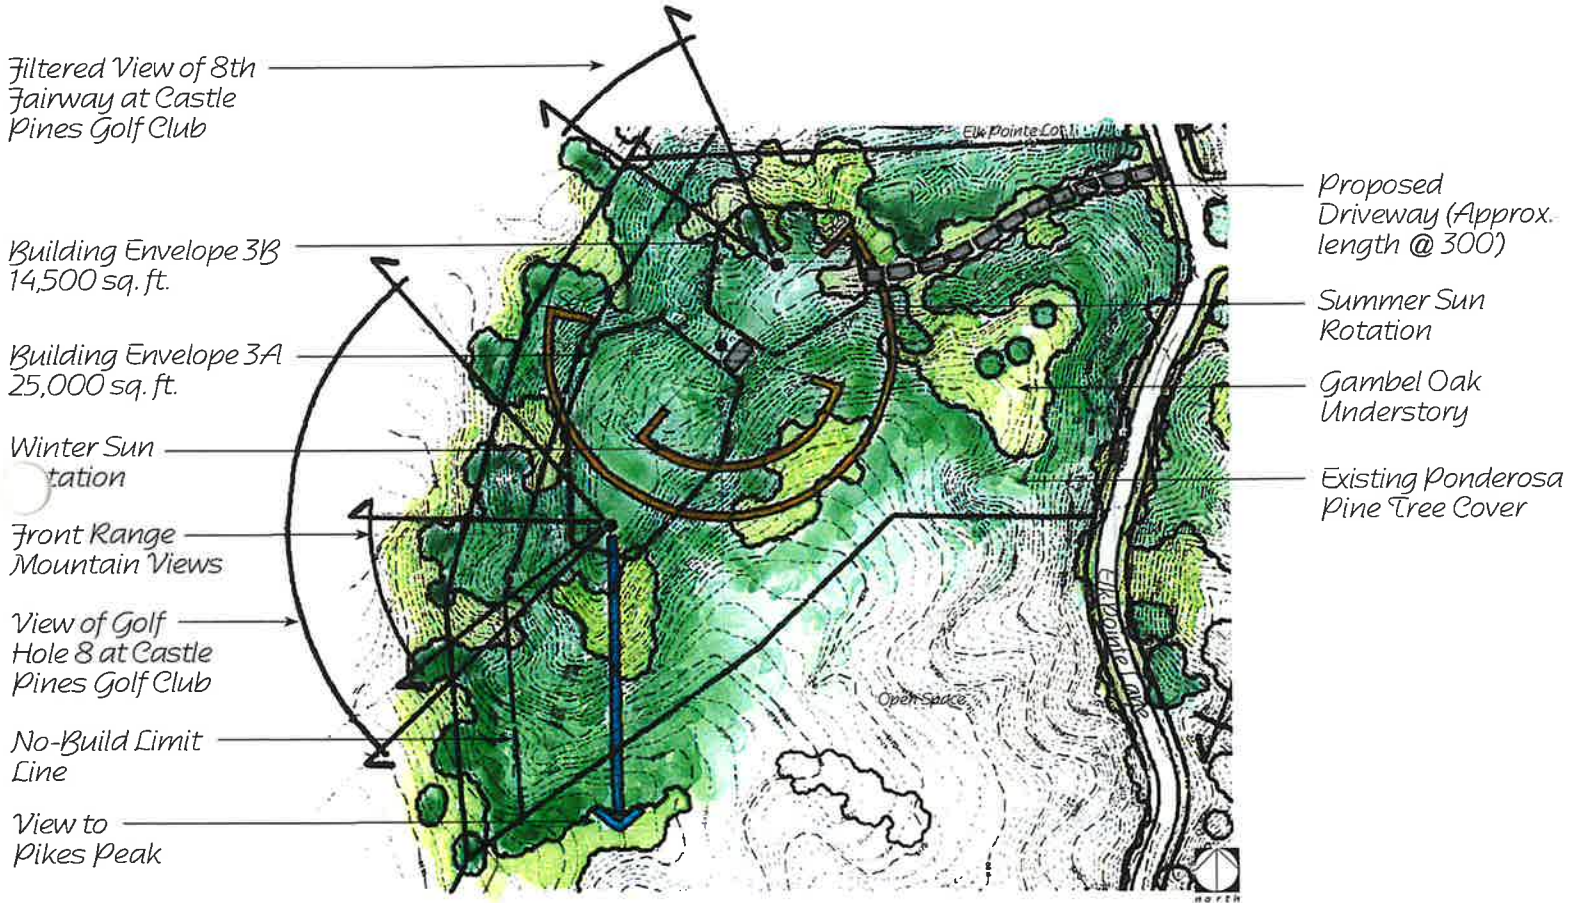 Filtered View of 8th
Fairway at Castle
Pines Golf Club
Building Envelope 3B
14,500 sq. ft.
Building Envelope 3A
25,000 sq. ft.
Winter Sun
tation
Front Range
Mountain Views
View of Golf
Hole 8 at Castle
Pines Golf Club
No-Build Limit
Line
View to
Pikes Peak
Elk Pointe Lot 1
Open Space
Elk Pointe Lane
Proposed
Driveway (Approx.
length @ 300')
Summer Sun
Rotation
Gambel Oak
Understory
Existing Ponderosa
Pine Tree Cover
north